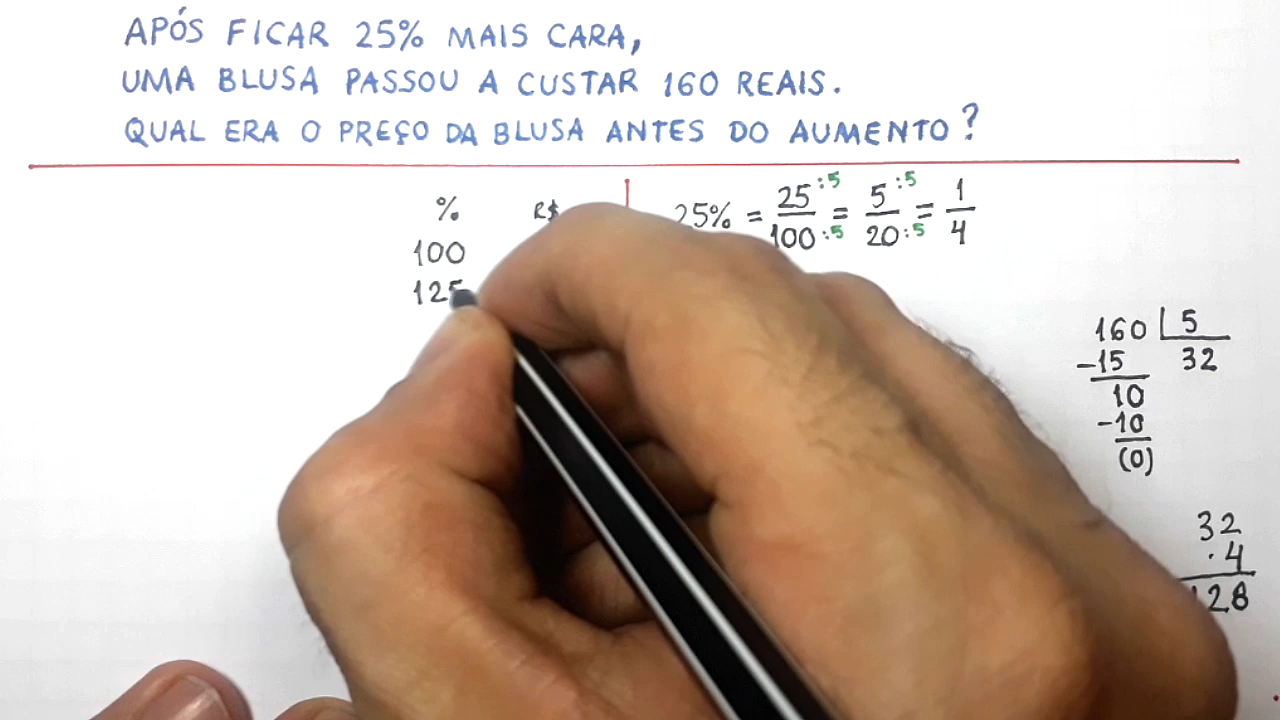 APÓS FICAR 25% MAIS CARA,
UMA BLUSA PASSOU A CUSTAR 160 REAIS.
QUAL ERA O PREÇO DA BLUSA ANTES DO AUMENTO?
% R$
100
125
25% = 25/100 = 5/20 = 1/4
:5 :5
:5 :5
160 5
-15 32
10
-10
(0)
32
.4
128